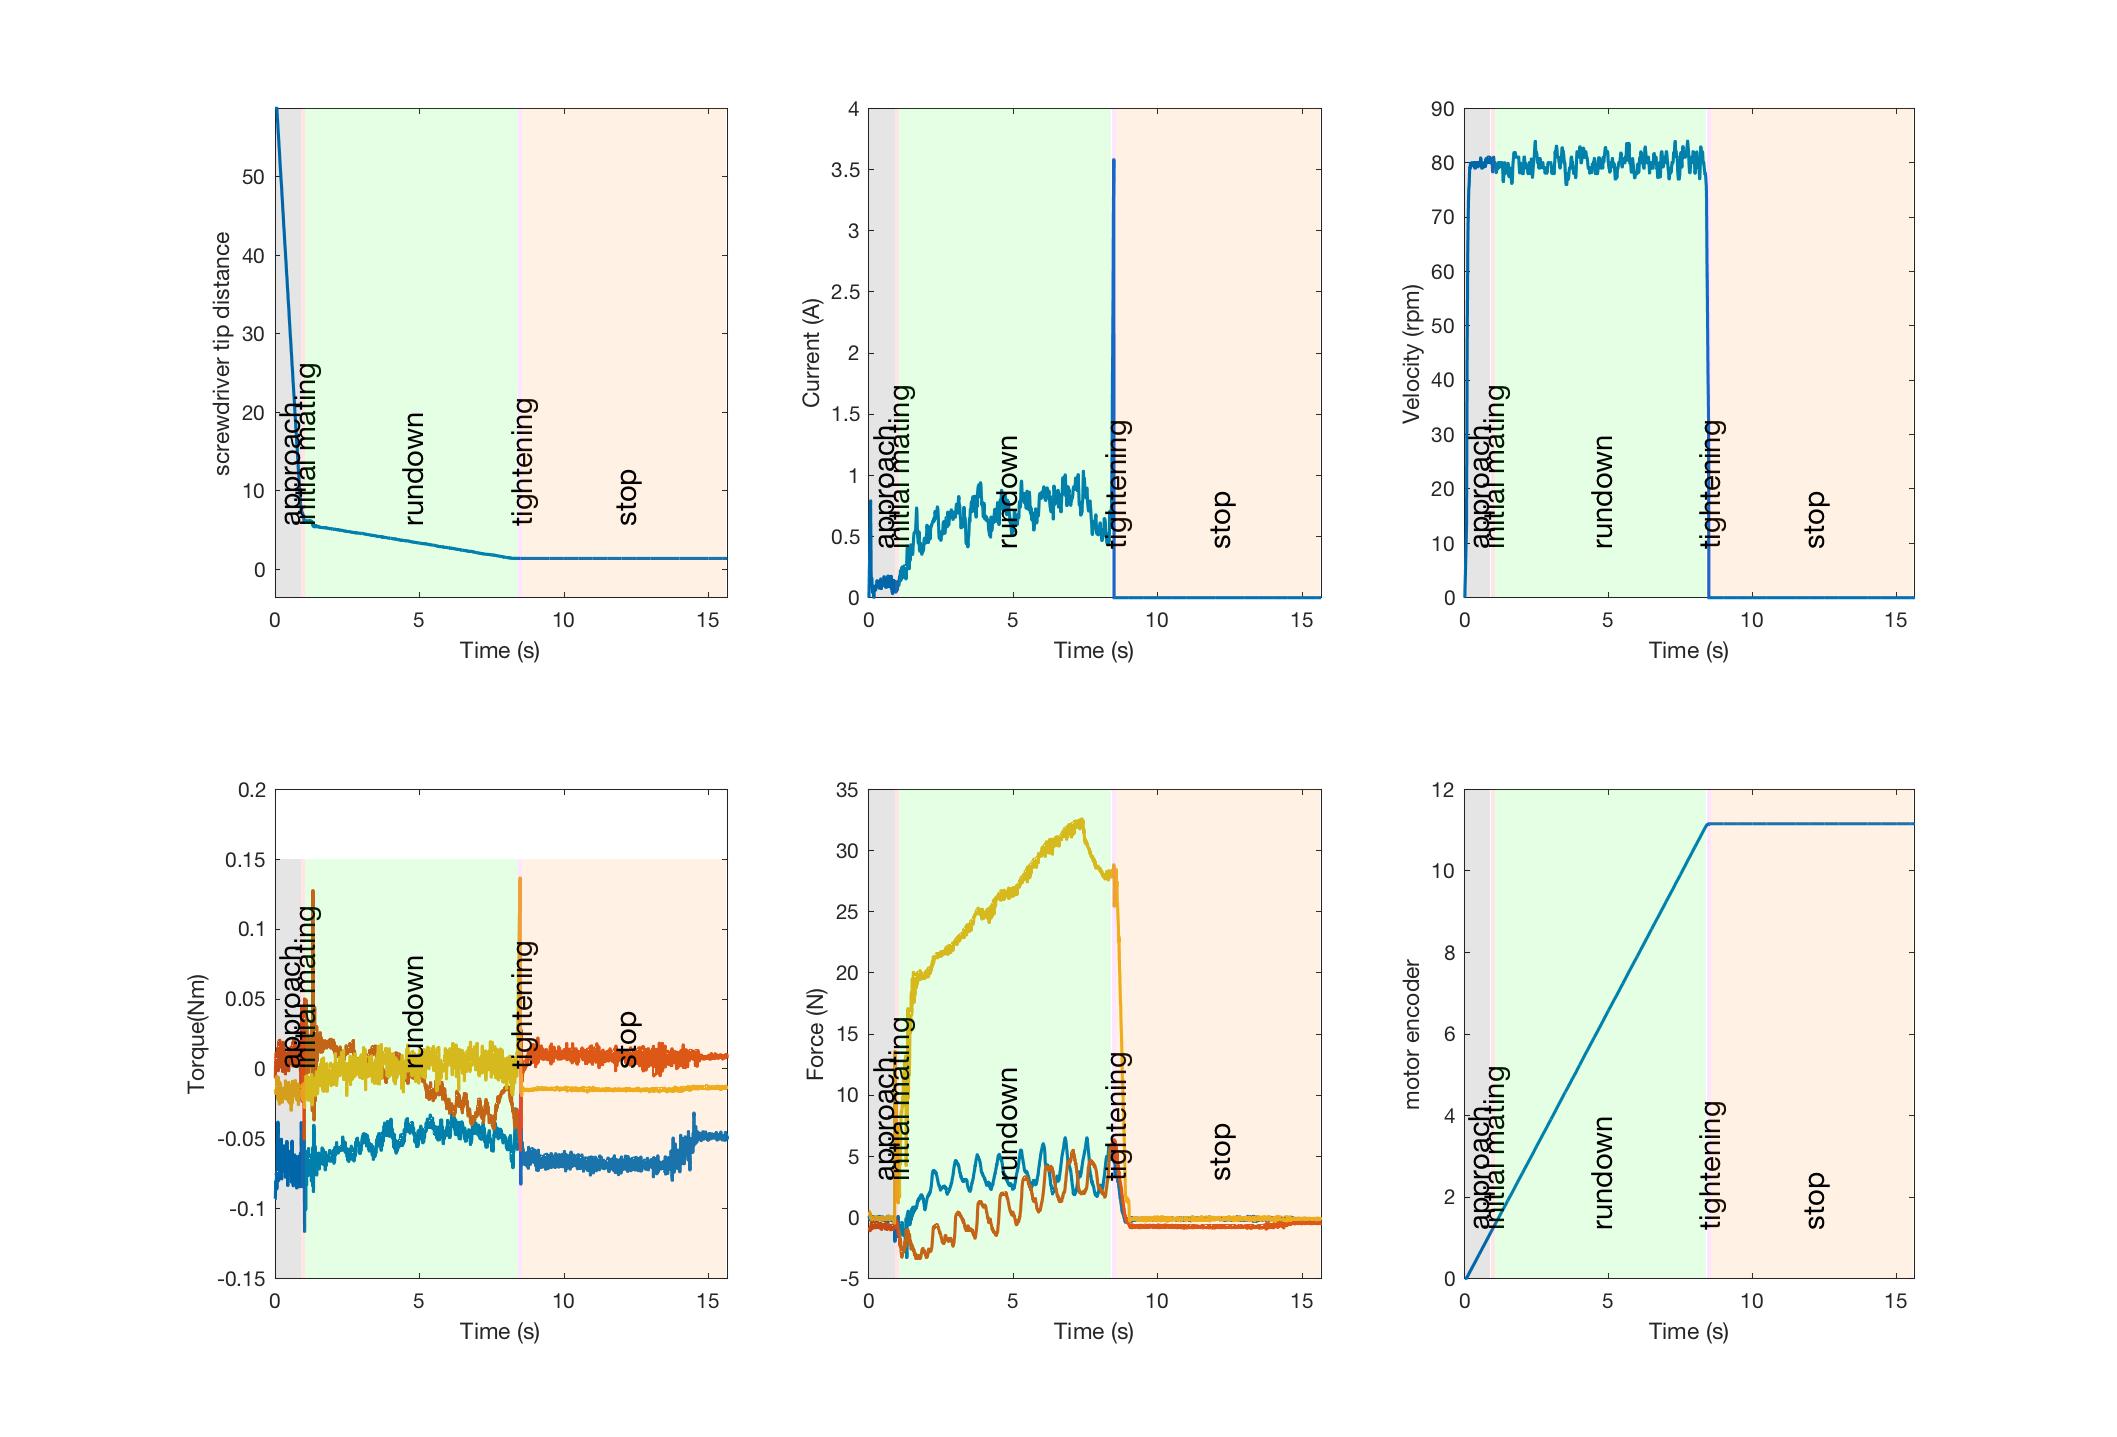 screwdriver tip distance
50
40
30
20
10
0
approach
initial mating
rundown
tightening
stop
0 5 10 15
Time (s)
Current (A)
4
3.5
3
2.5
2
1.5
1
0.5
0
approach
initial mating
rundown
tightening
stop
0 5 10 15
Time (s)
Velocity (rpm)
90
80
70
60
50
40
30
20
10
0
approach
initial mating
rundown
tightening
stop
0 5 10 15
Time (s)
Torque(Nm)
0.2
0.15
0.1
0.05
0
-0.05
-0.1
-0.15
approach
initial mating
rundown
tightening
stop
0 5 10 15
Time (s)
Force (N)
35
30
25
20
15
10
5
0
-5
approach
initial mating
rundown
tightening
stop
0 5 10 15
Time (s)
motor encoder
12
10
8
6
4
2
0
approach
initial mating
rundown
tightening
stop
0 5 10 15
Time (s)